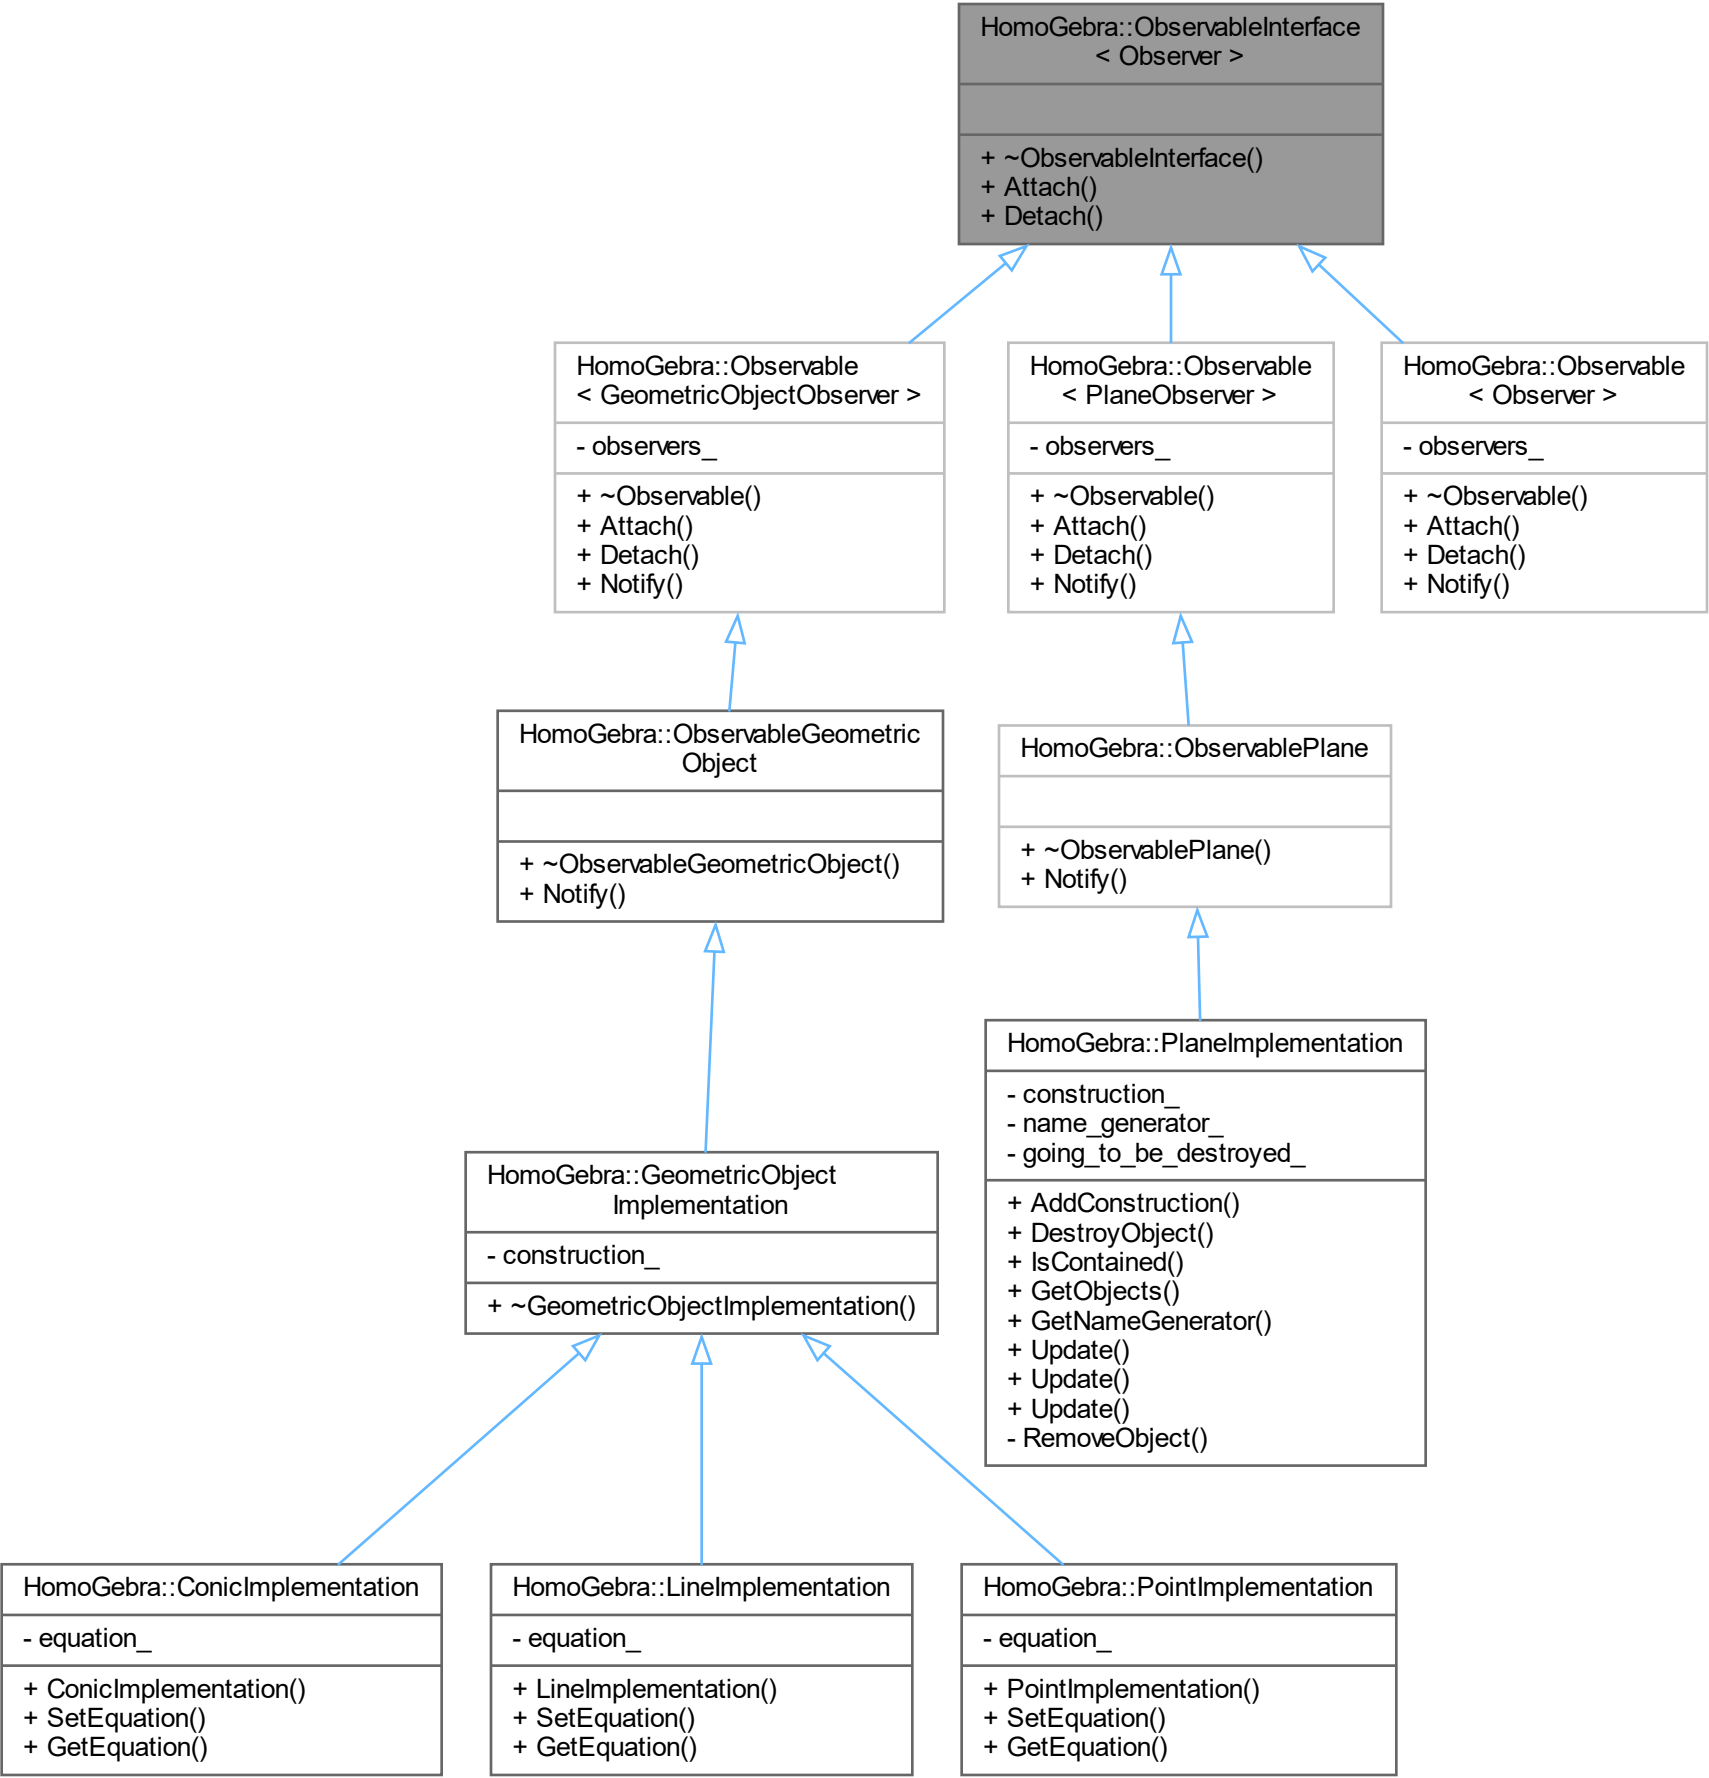 HomoGebra::ObservableInterface
< Observer >
+ ~ObservableInterface()
+ Attach()
+ Detach()
HomoGebra::Observable
< GeometricObjectObserver >
- observers_
+ ~Observable()
+ Attach()
+ Detach()
+ Notify()
HomoGebra::Observable
< PlaneObserver >
- observers_
+ ~Observable()
+ Attach()
+ Detach()
+ Notify()
HomoGebra::Observable
< Observer >
- observers_
+ ~Observable()
+ Attach()
+ Detach()
+ Notify()
HomoGebra::ObservableGeometric
Object
+ ~ObservableGeometricObject()
+ Notify()
HomoGebra::ObservablePlane
+ ~ObservablePlane()
+ Notify()
HomoGebra::GeometricObject
Implementation
- construction_
+ ~GeometricObjectImplementation()
HomoGebra::PlaneImplementation
- construction_
- name_generator_
- going_to_be_destroyed_
+ AddConstruction()
+ DestroyObject()
+ IsContained()
+ GetObjects()
+ GetNameGenerator()
+ Update()
+ Update()
+ Update()
- RemoveObject()
HomoGebra::ConicImplementation
- equation_
+ ConicImplementation()
+ SetEquation()
+ GetEquation()
HomoGebra::LineImplementation
- equation_
+ LineImplementation()
+ SetEquation()
+ GetEquation()
HomoGebra::PointImplementation
- equation_
+ PointImplementation()
+ SetEquation()
+ GetEquation()